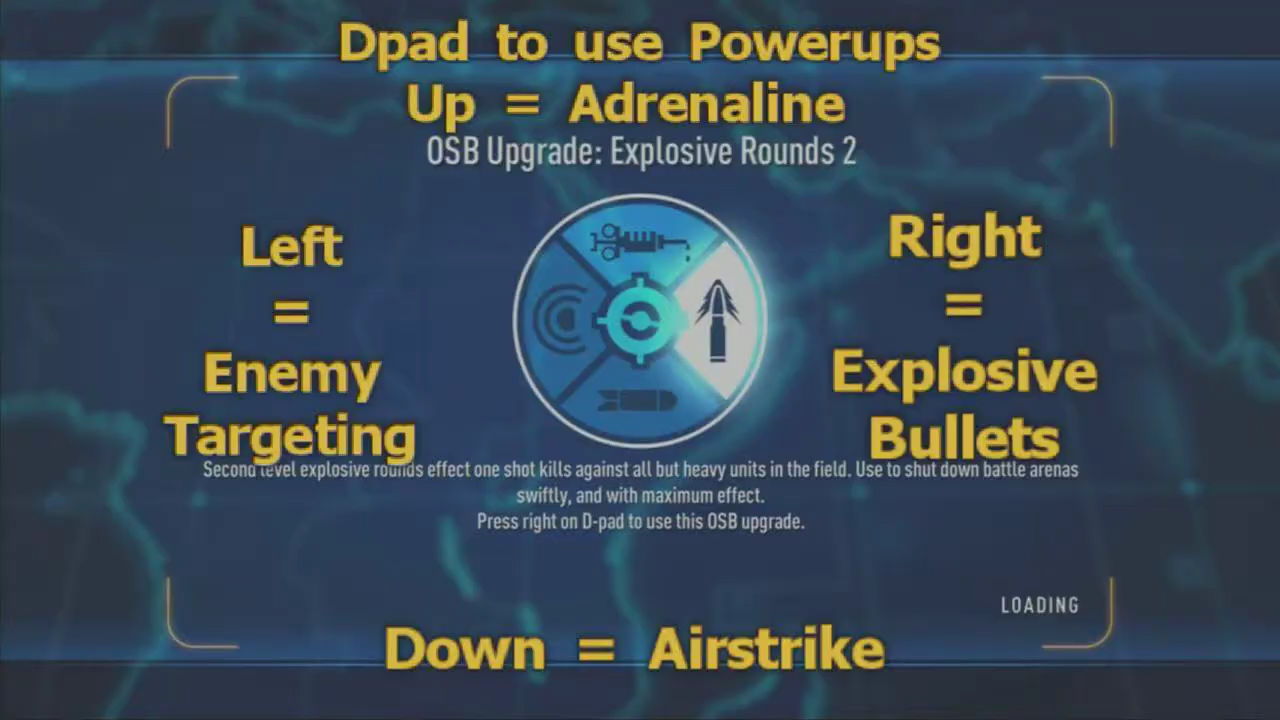 Dpad to use Powerups
Up = Adrenaline
OSB Upgrade: Explosive Rounds 2
Left
=
Enemy
Targeting
Right
=
Explosive
Bullets
Second level explosive rounds effect one shot kills against all but heavy units in the field. Use to shut down battle arenas
swiftly, and with maximum effect.
Press right on D-pad to use this OSB upgrade.
LOADING
Down = Airstrike